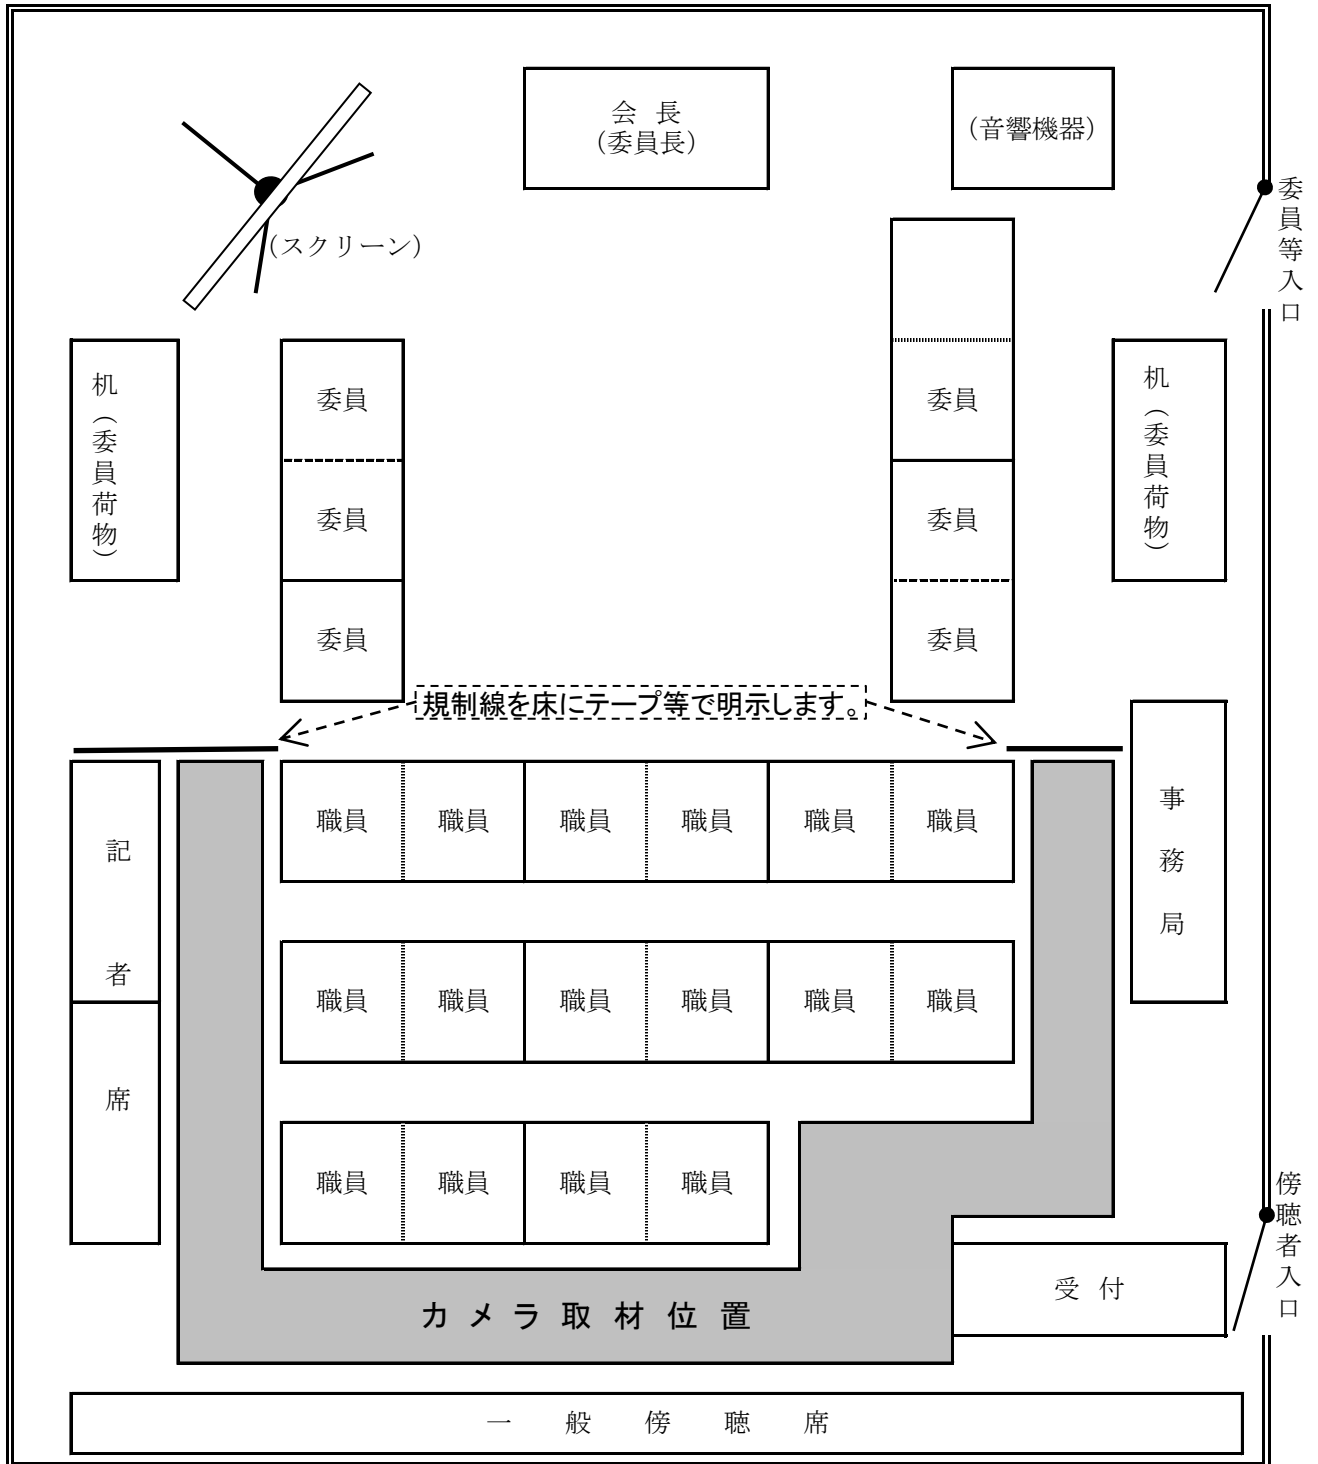 会 長
(委員長)
(音響機器)
委員等入口
(スクリーン)
机(委員荷物)
委員
委員
委員
委員
委員
委員
机(委員荷物)
規制線を床にテープ等で明示します。
記者席
職員 職員 職員 職員 職員 職員
事務局
職員 職員 職員 職員 職員 職員
職員 職員 職員 職員
傍聴者入口
受 付
カ メ ラ 取 材 位 置
一 般 傍 聴 席